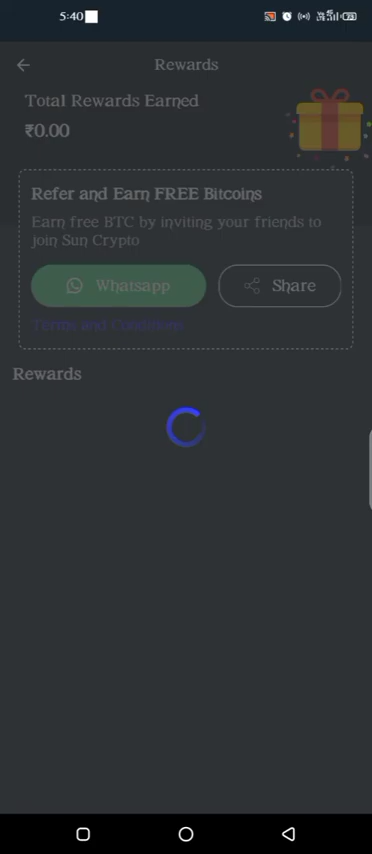 5:40
Rewards
Total Rewards Earned
₹0.00
Refer and Earn FREE Bitcoins
Earn free BTC by inviting your friends to
join Sun Crypto
Whatsapp
Share
Terms and Conditions
Rewards